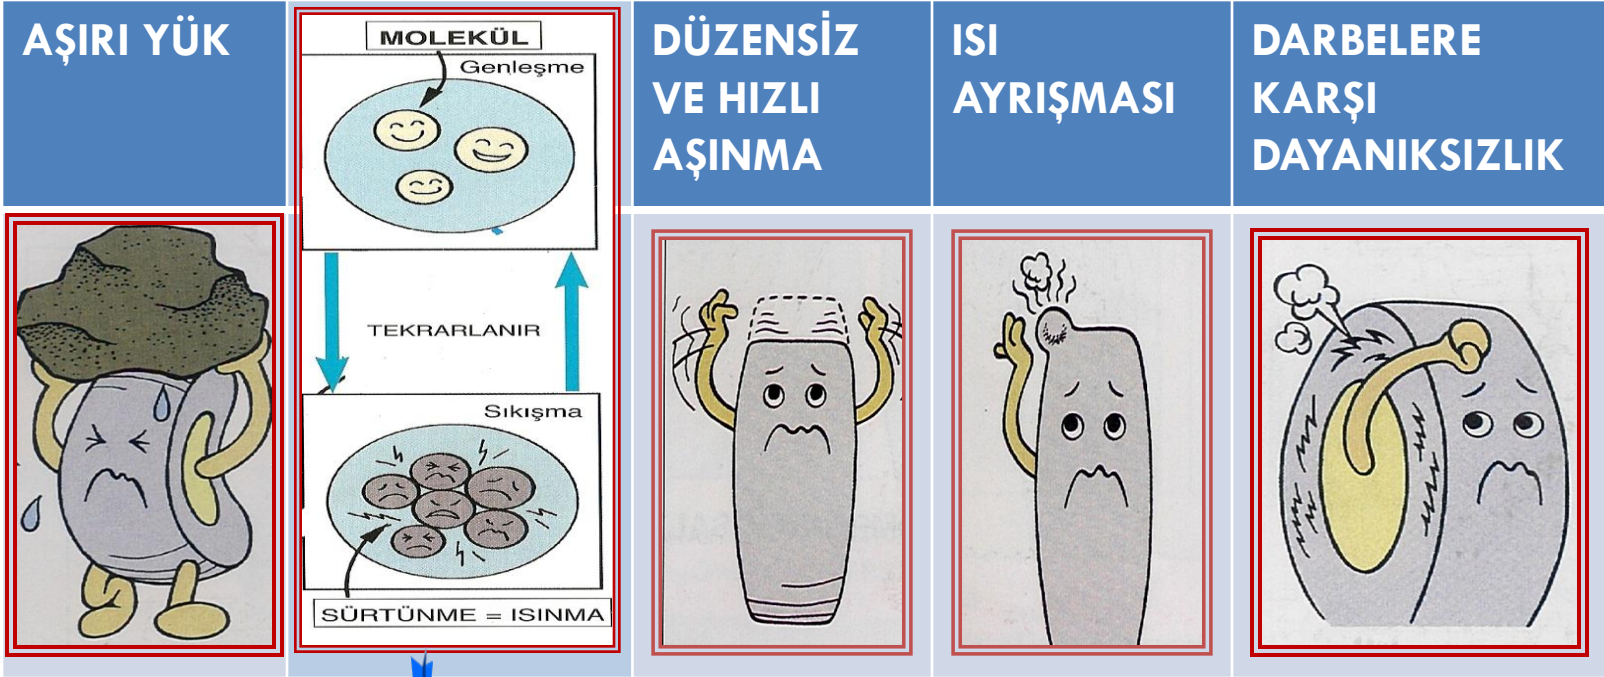 AŞIRI YÜK
MOLEKÜL
Genleşme
TEKRARLANIR
Sıkışma
SÜRTÜNME = ISINMA
DÜZENSİZ
VE HIZLI
AŞINMA
ISI
AYRIŞMASI
DARBELERE
KARŞI
DAYANIKSIZLIK